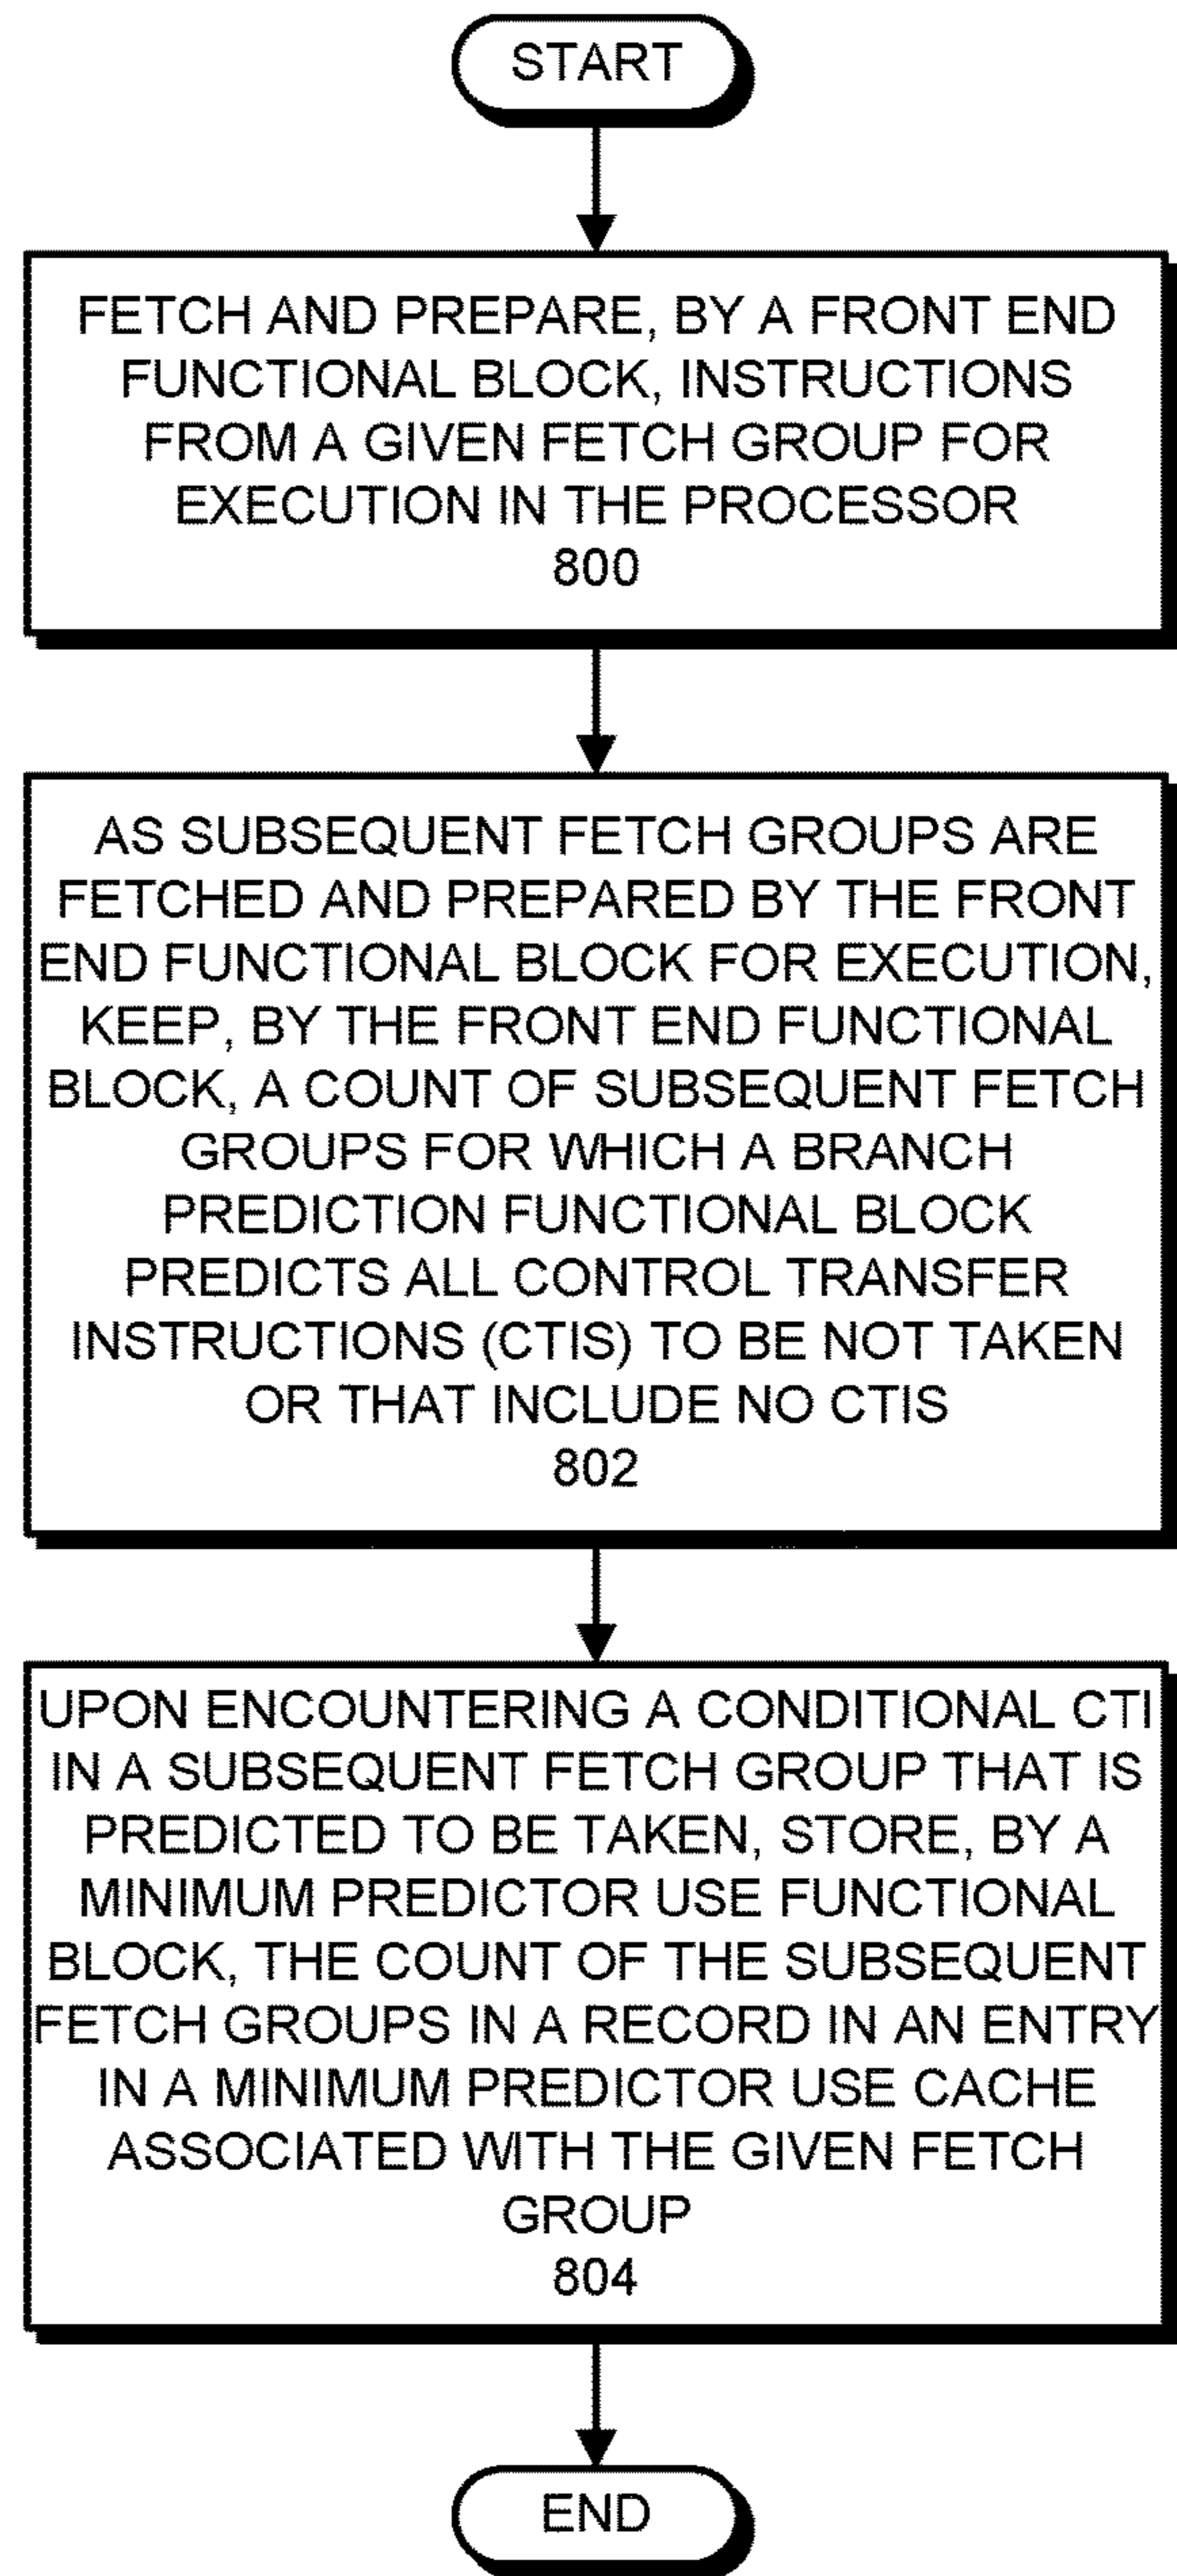 START
FETCH AND PREPARE, BY A FRONT END
FUNCTIONAL BLOCK, INSTRUCTIONS
FROM A GIVEN FETCH GROUP FOR
EXECUTION IN THE PROCESSOR
800
AS SUBSEQUENT FETCH GROUPS ARE
FETCHED AND PREPARED BY THE FRONT
END FUNCTIONAL BLOCK FOR EXECUTION,
KEEP, BY THE FRONT END FUNCTIONAL
BLOCK, A COUNT OF SUBSEQUENT FETCH
GROUPS FOR WHICH A BRANCH
PREDICTION FUNCTIONAL BLOCK
PREDICTS ALL CONTROL TRANSFER
INSTRUCTIONS (CTIS) TO BE NOT TAKEN
OR THAT INCLUDE NO CTIS
802
UPON ENCOUNTERING A CONDITIONAL CTI
IN A SUBSEQUENT FETCH GROUP THAT IS
PREDICTED TO BE TAKEN, STORE, BY A
MINIMUM PREDICTOR USE FUNCTIONAL
BLOCK, THE COUNT OF THE SUBSEQUENT
FETCH GROUPS IN A RECORD IN AN ENTRY
IN A MINIMUM PREDICTOR USE CACHE
ASSOCIATED WITH THE GIVEN FETCH
GROUP
804
END